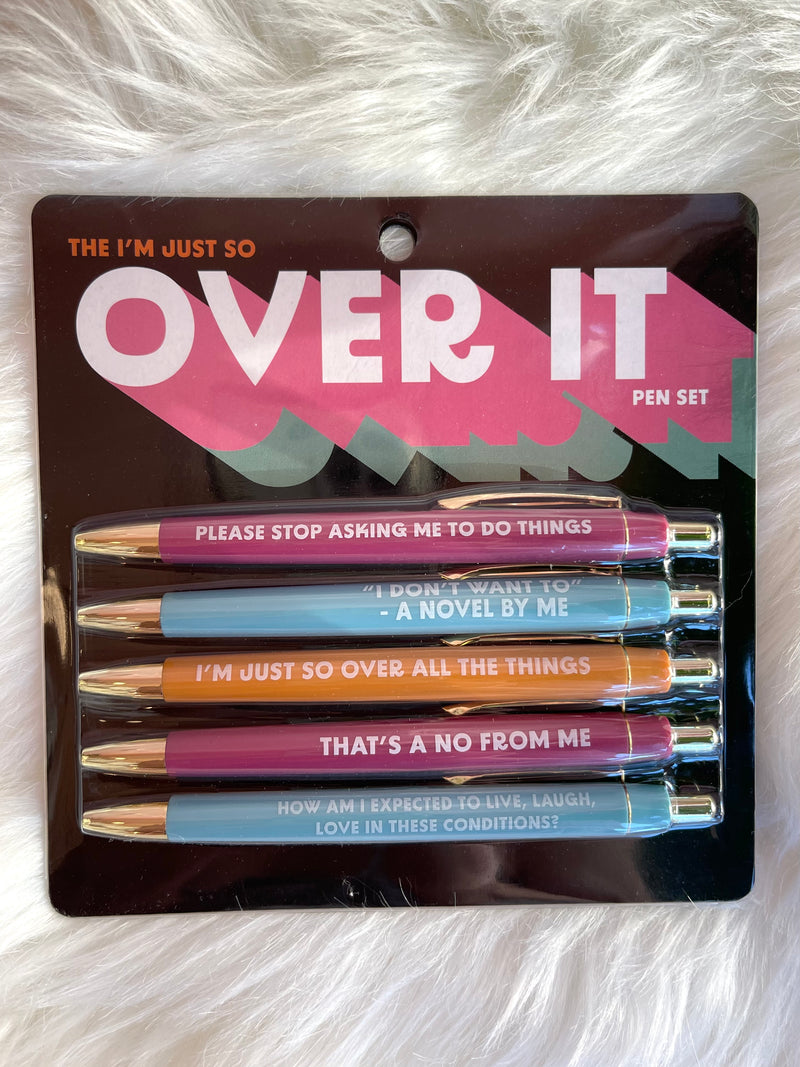 THE I'M JUST SO
OVER IT
PEN SET
PLEASE STOP ASKING ME TO DO THINGS
"I DON'T WANT TO"
- A NOVEL BY ME
I'M JUST SO OVER ALL THE THINGS
THAT'S A NO FROM ME
HOW AM I EXPECTED TO LIVE, LAUGH,
LOVE IN THESE CONDITIONS?